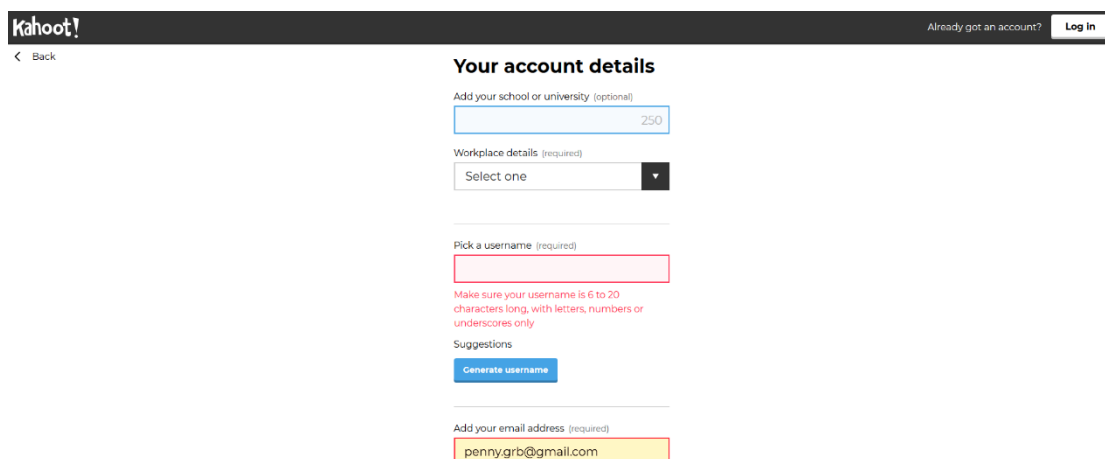 Kahoot!
Already got an account? Log in
Back
Your account details
Add your school or university (optional)
250
Workplace details (required)
Select one
Pick a username (required)
Make sure your username is 6 to 20
characters long, with letters, numbers or
underscores only
Suggestions
Generate username
Add your email address (required)
penny.grb@gmail.com